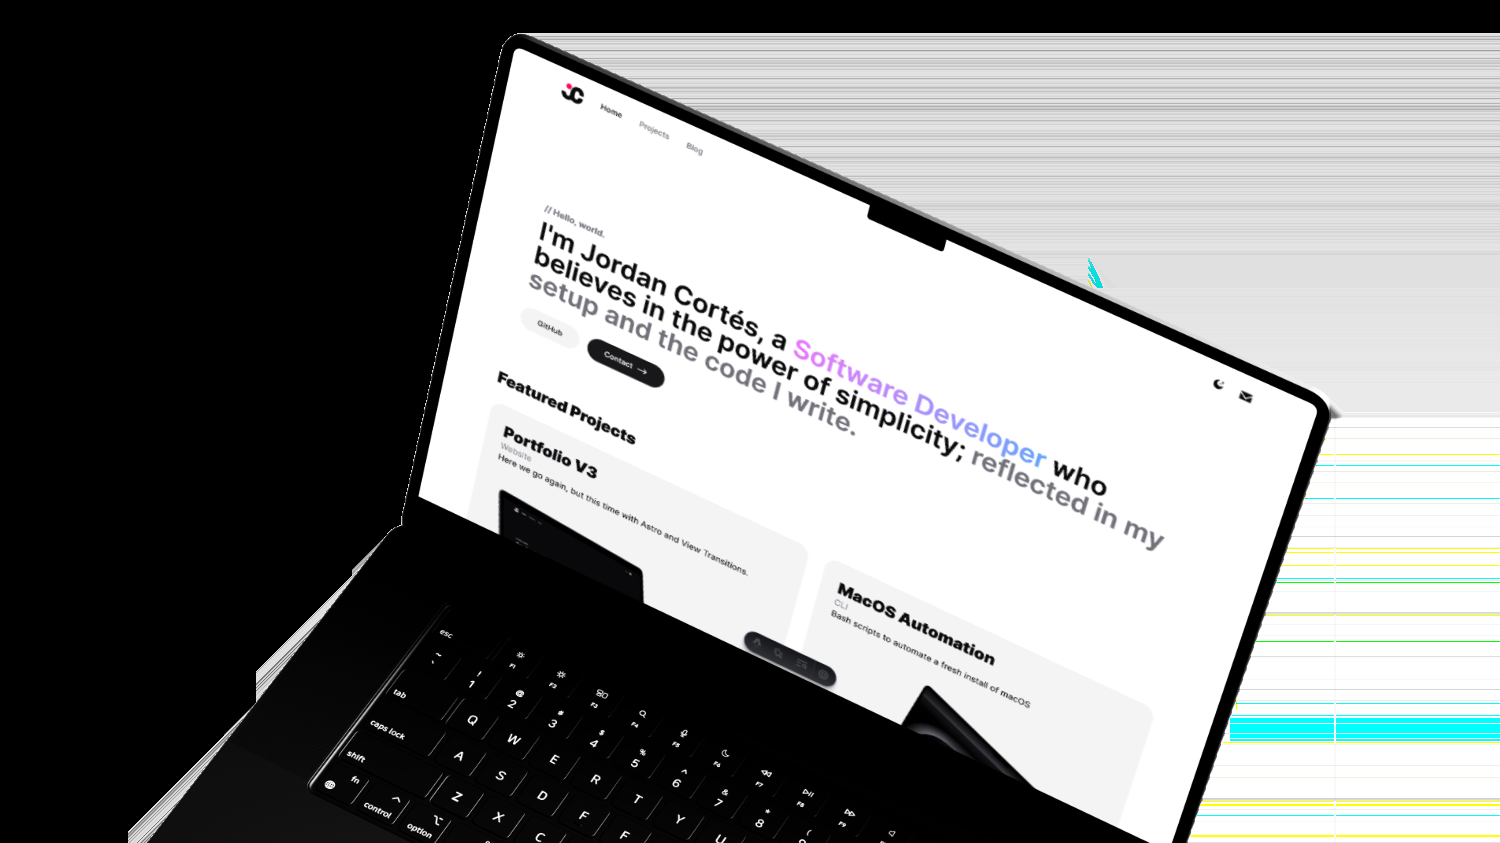 JC
Home
Projects
Blog
// Hello, world.
I'm Jordan Cortés, a Software Developer who
believes in the power of simplicity; reflected in my
setup and the code I write.
GitHub
Contact →
Featured Projects
Portfolio V3
Website
Here we go again, but this time with Astro and View Transitions.
MacOS Automation
CLI
Bash scripts to automate a fresh install of macOS
esc
F1
F2
F3
F4
F5
F6
F7
F8
F9
~
! 1
@ 2
# 3
$ 4
% 5
^ 6
& 7
* 8
(
tab
Q
W
E
R
T
Y
U
caps lock
A
S
D
F
shift
Z
X
C
fn
control
option